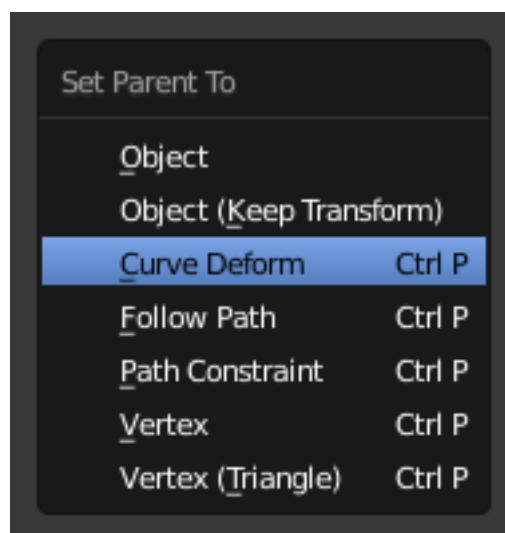 Set Parent To
Object
Object (Keep Transform)
Curve Deform Ctrl P
Follow Path Ctrl P
Path Constraint Ctrl P
Vertex Ctrl P
Vertex (Triangle) Ctrl P